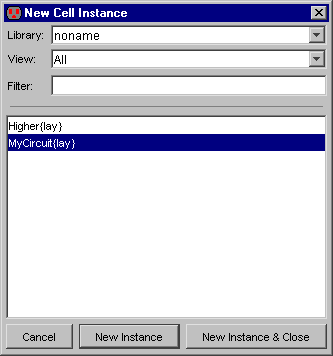 New Cell Instance
Library: noname
View: All
Filter:
Higher{lay}
MyCircuit{lay}
Cancel New Instance New Instance & Close